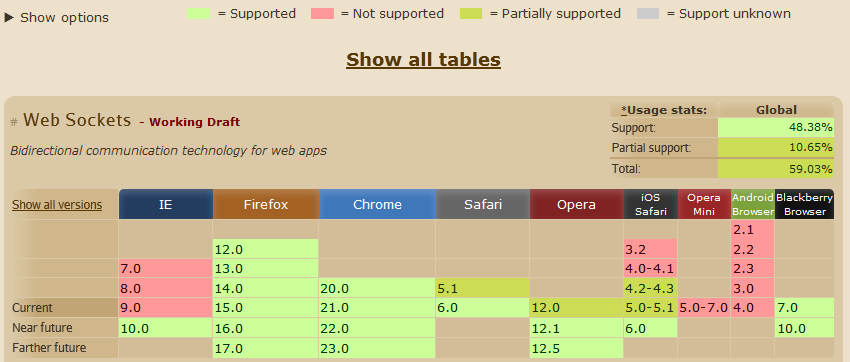 ▶ Show options = Supported = Not supported = Partially supported = Support unknown
Show all tables
# Web Sockets - Working Draft
*Usage stats: Global
Support: 48.38%
Bidirectional communication technology for web apps
Partial support: 10.65%
Total: 59.03%
Show all versions IE Firefox Chrome Safari Opera iOS Safari Opera Mini Android Browser Blackberry Browser
2.1
12.0 3.2 2.2
7.0 13.0 4.0-4.1 2.3
8.0 14.0 20.0 5.1 4.2-4.3 3.0
Current 9.0 15.0 21.0 6.0 12.0 5.0-5.1 5.0-7.0 4.0 7.0
Near future 10.0 16.0 22.0 12.1 6.0 10.0
Farther future 17.0 23.0 12.5